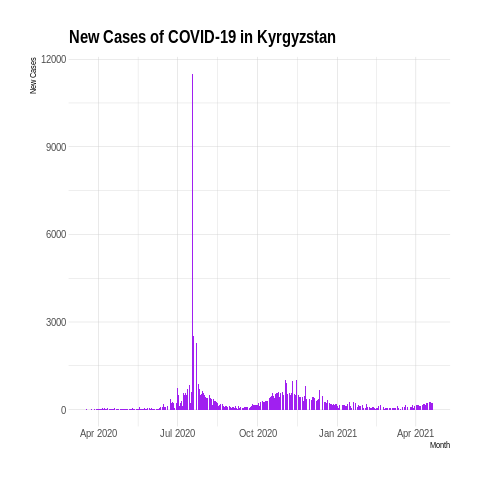 New Cases of COVID-19 in Kyrgyzstan
New Cases
12000
9000
6000
3000
0
Apr 2020 Jul 2020 Oct 2020 Jan 2021 Apr 2021
Month